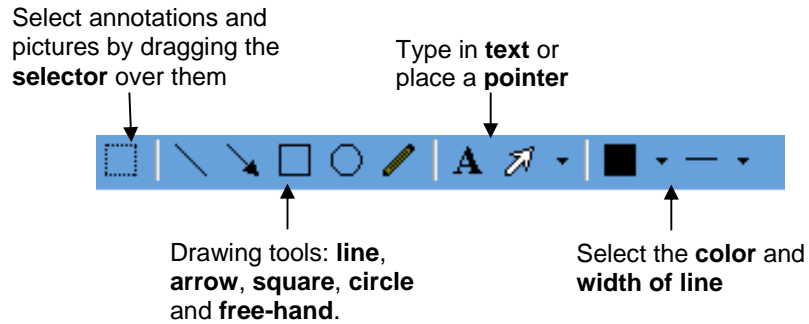 Select annotations and
pictures by dragging the
selector over them
Type in text or
place a pointer
A
Drawing tools: line,
arrow, square, circle
and free-hand.
Select the color and
width of line